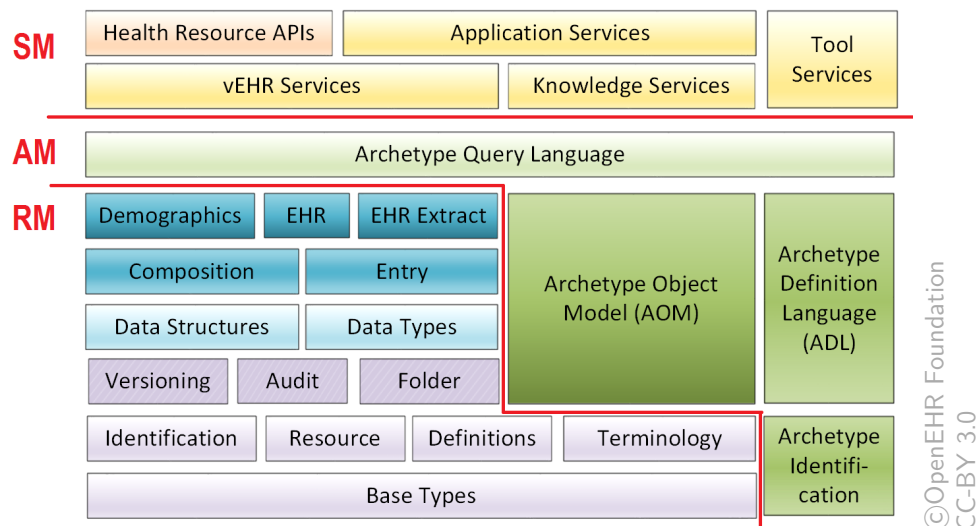 SM
Health Resource APIs
Application Services
Tool
Services
vEHR Services
Knowledge Services
AM
Archetype Query Language
RM
Demographics
EHR
EHR Extract
Archetype Object
Model (AOM)
Archetype
Definition
Language
(ADL)
Composition
Entry
Data Structures
Data Types
Versioning
Audit
Folder
Identification
Resource
Definitions
Terminology
Archetype
Identifi-
cation
Base Types
©OpenEHR Foundation
CC-BY 3.0